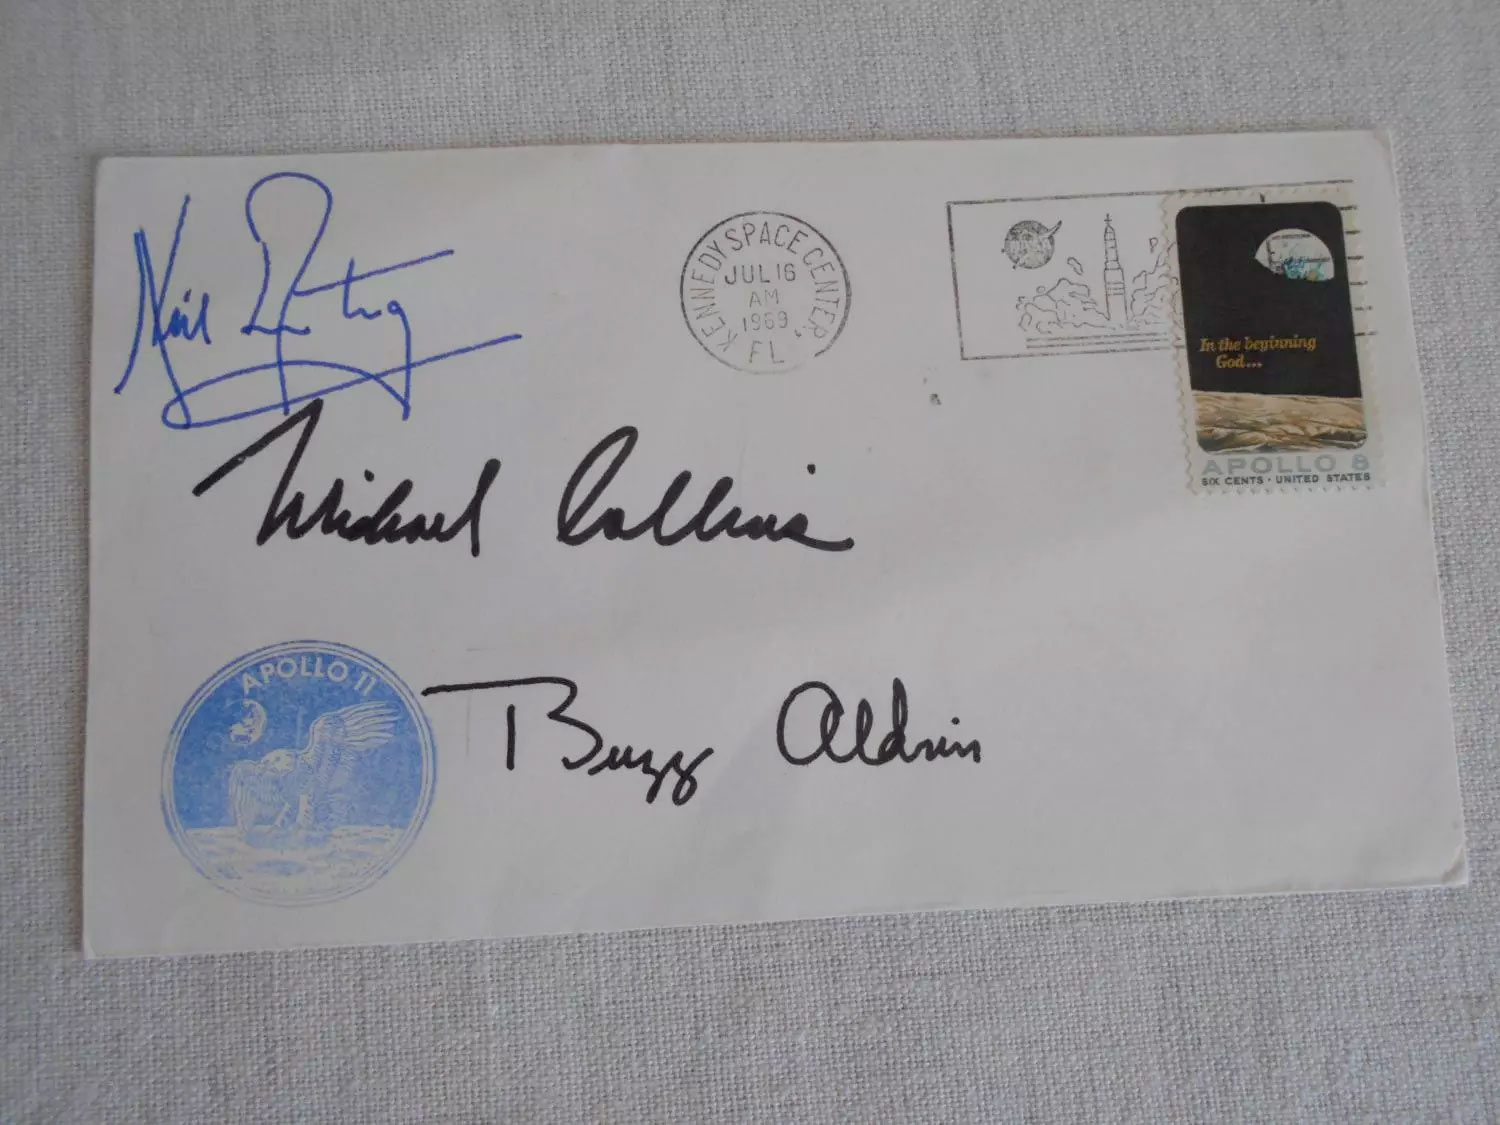 Neil Armstrong
KENNEDY SPACE CENTER,
JUL 16
AM
1969
FL
In the beginning
God...
APOLLO 8
SIX CENTS · UNITED STATES
Michael Collins
APOLLO 11
Buzz Aldrin